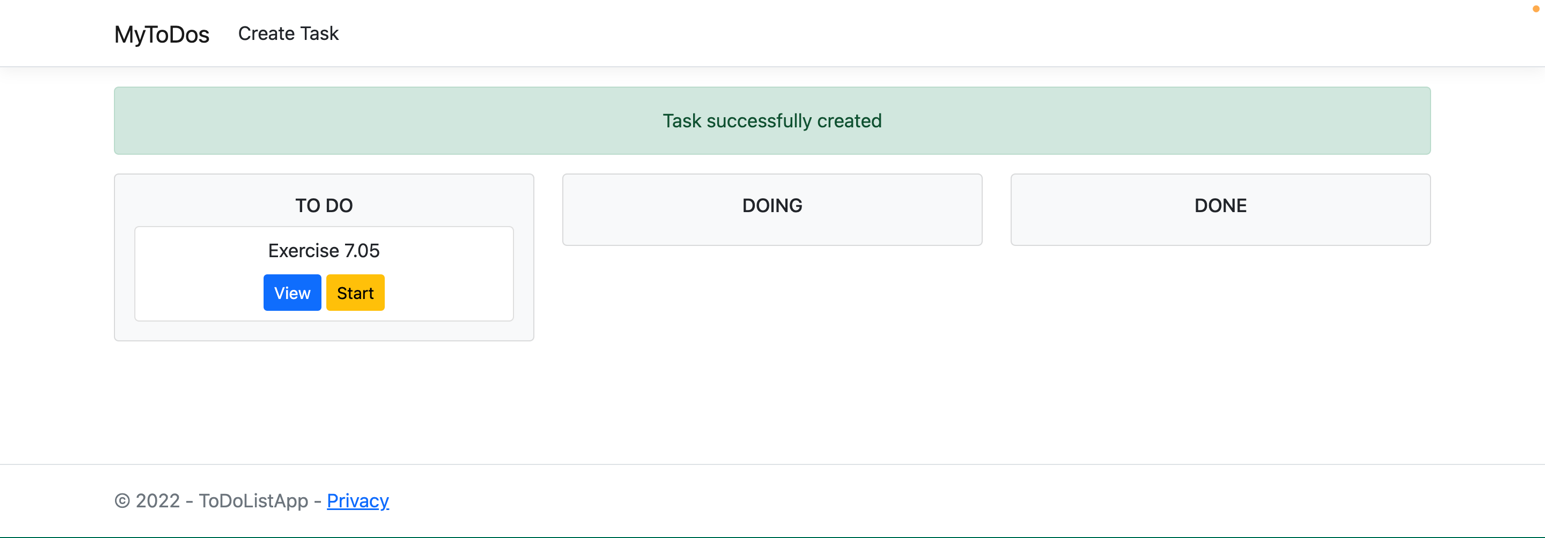 MyToDos Create Task
Task successfully created
TO DO
Exercise 7.05
View Start
DOING
DONE
© 2022 - ToDoListApp - Privacy